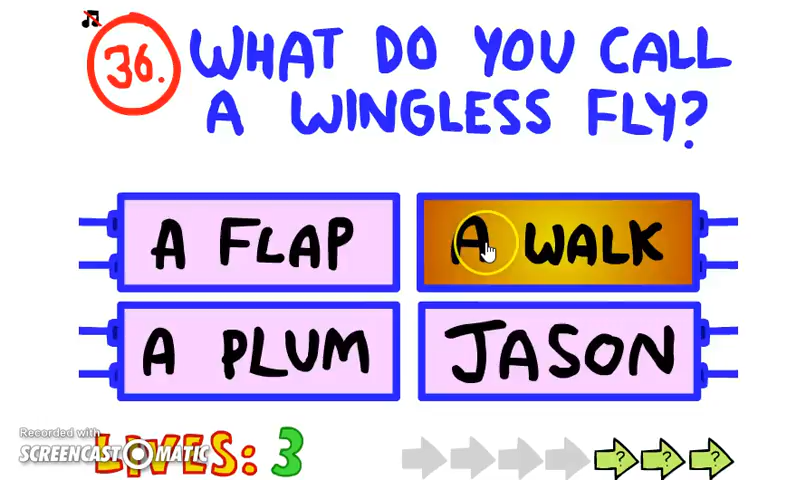 36.
WHAT DO YOU CALL
A WINGLESS FLY?
A FLAP
A WALK
A PLUM
JASON
Recorded with
SCREENCAST MATIC
LIVES: 3
? ? ?